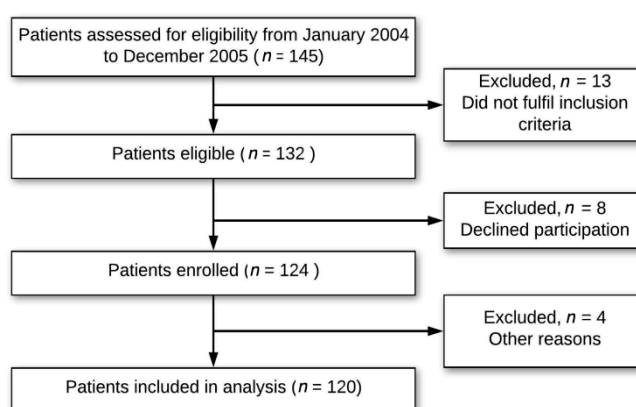 Patients assessed for eligibility from January 2004
to December 2005 ( n = 145)
Excluded, n = 13
Did not fulfil inclusion
criteria
Patients eligible ( n = 132 )
Excluded, n = 8
Declined participation
Patients enrolled ( n = 124 )
Excluded, n = 4
Other reasons
Patients included in analysis ( n = 120)